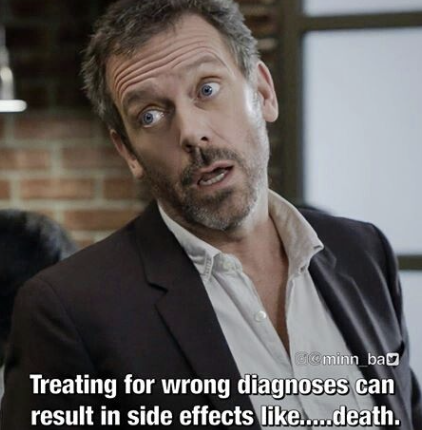 @minn_ba
Treating for wrong diagnoses can
result in side effects like.....death.